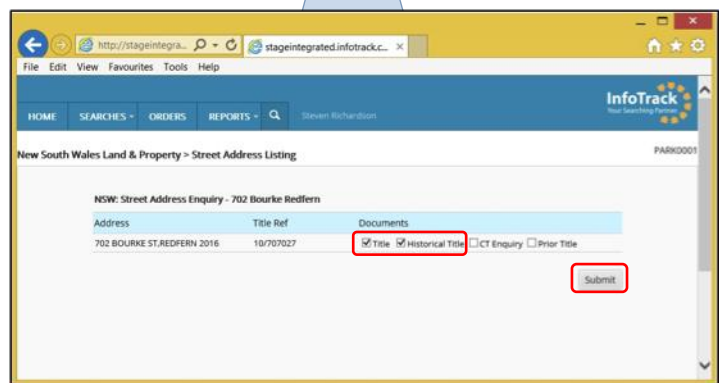 http://stageintegra...
stageintegrated.infotrack.c...
File Edit View Favourites Tools Help
InfoTrack
Your Searching Partner
HOME SEARCHES ORDERS REPORTS Steven Richardson
New South Wales Land & Property > Street Address Listing
PARKD001
NSW: Street Address Enquiry - 702 Bourke Redfern
Address Title Ref Documents
702 BOURKE ST,REDFERN 2016 10/707027 Title Historical Title CT Enquiry Prior Title
Submit